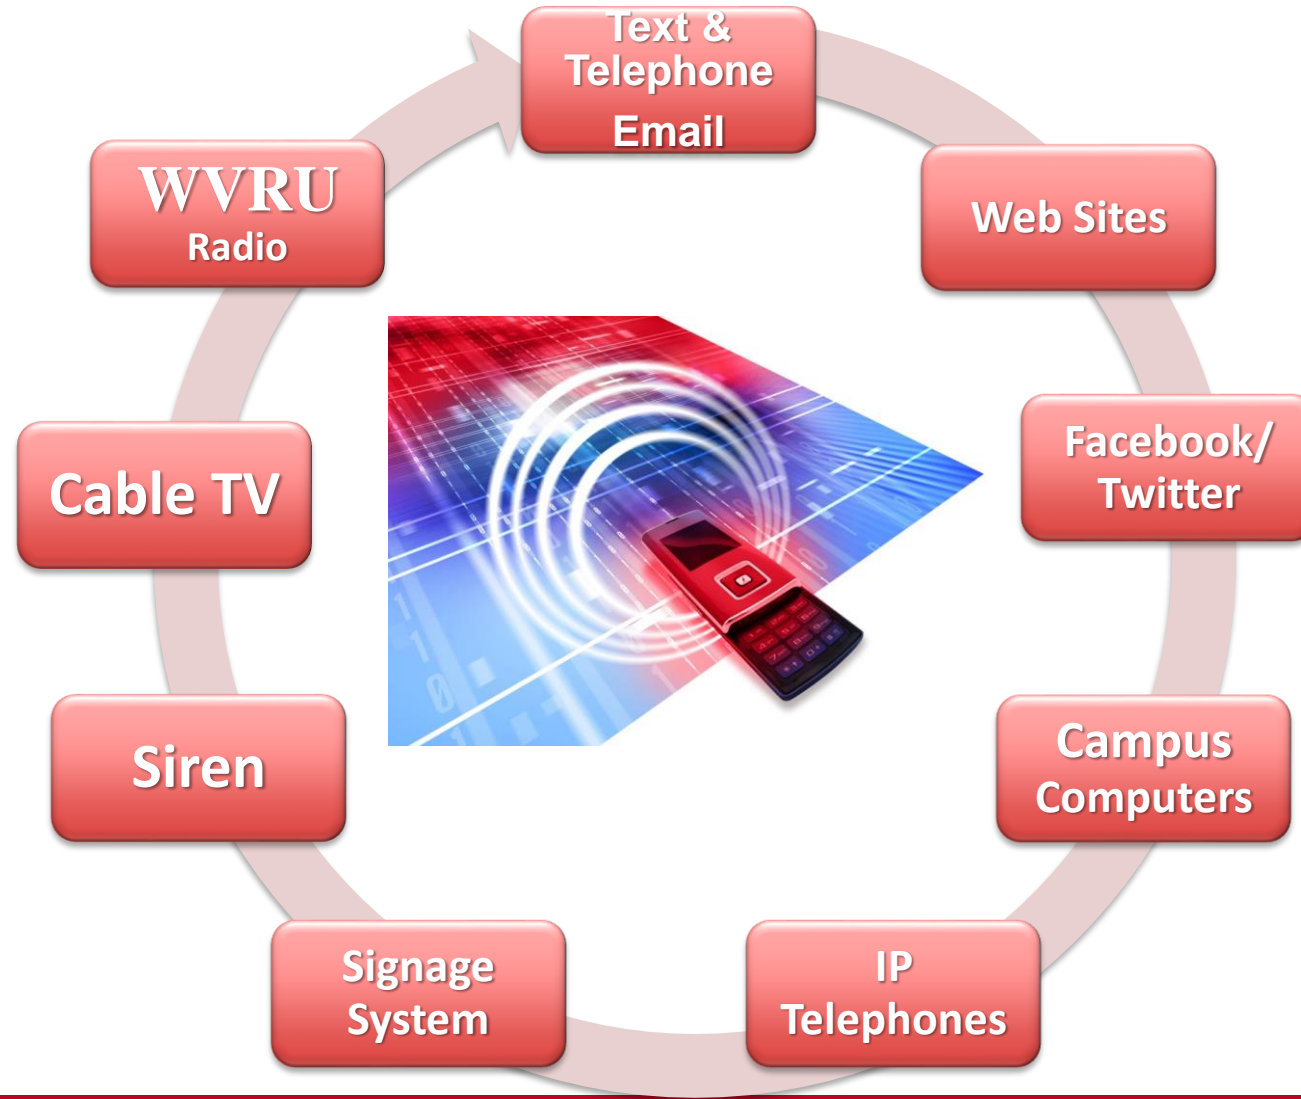 Text &
Telephone
Email
Web Sites
Facebook/
Twitter
Campus
Computers
IP
Telephones
Signage
System
Siren
Cable TV
WVRU
Radio